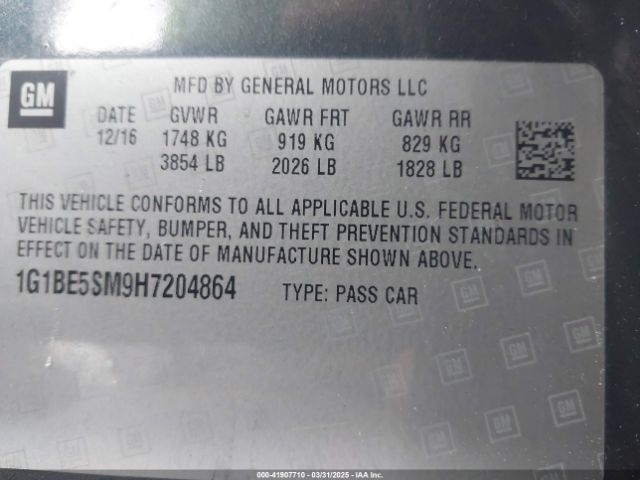 GM
MFD BY GENERAL MOTORS LLC
DATE GVWR GAWR FRT GAWR RR
12/16 1748 KG 919 KG 829 KG
3854 LB 2026 LB 1828 LB
THIS VEHICLE CONFORMS TO ALL APPLICABLE U.S. FEDERAL MOTOR
VEHICLE SAFETY, BUMPER, AND THEFT PREVENTION STANDARDS IN
EFFECT ON THE DATE OF MANUFACTURE SHOWN ABOVE.
1G1BE5SM9H7204864 TYPE: PASS CAR
000-41907710 - 03/31/2025 - IAA Inc.